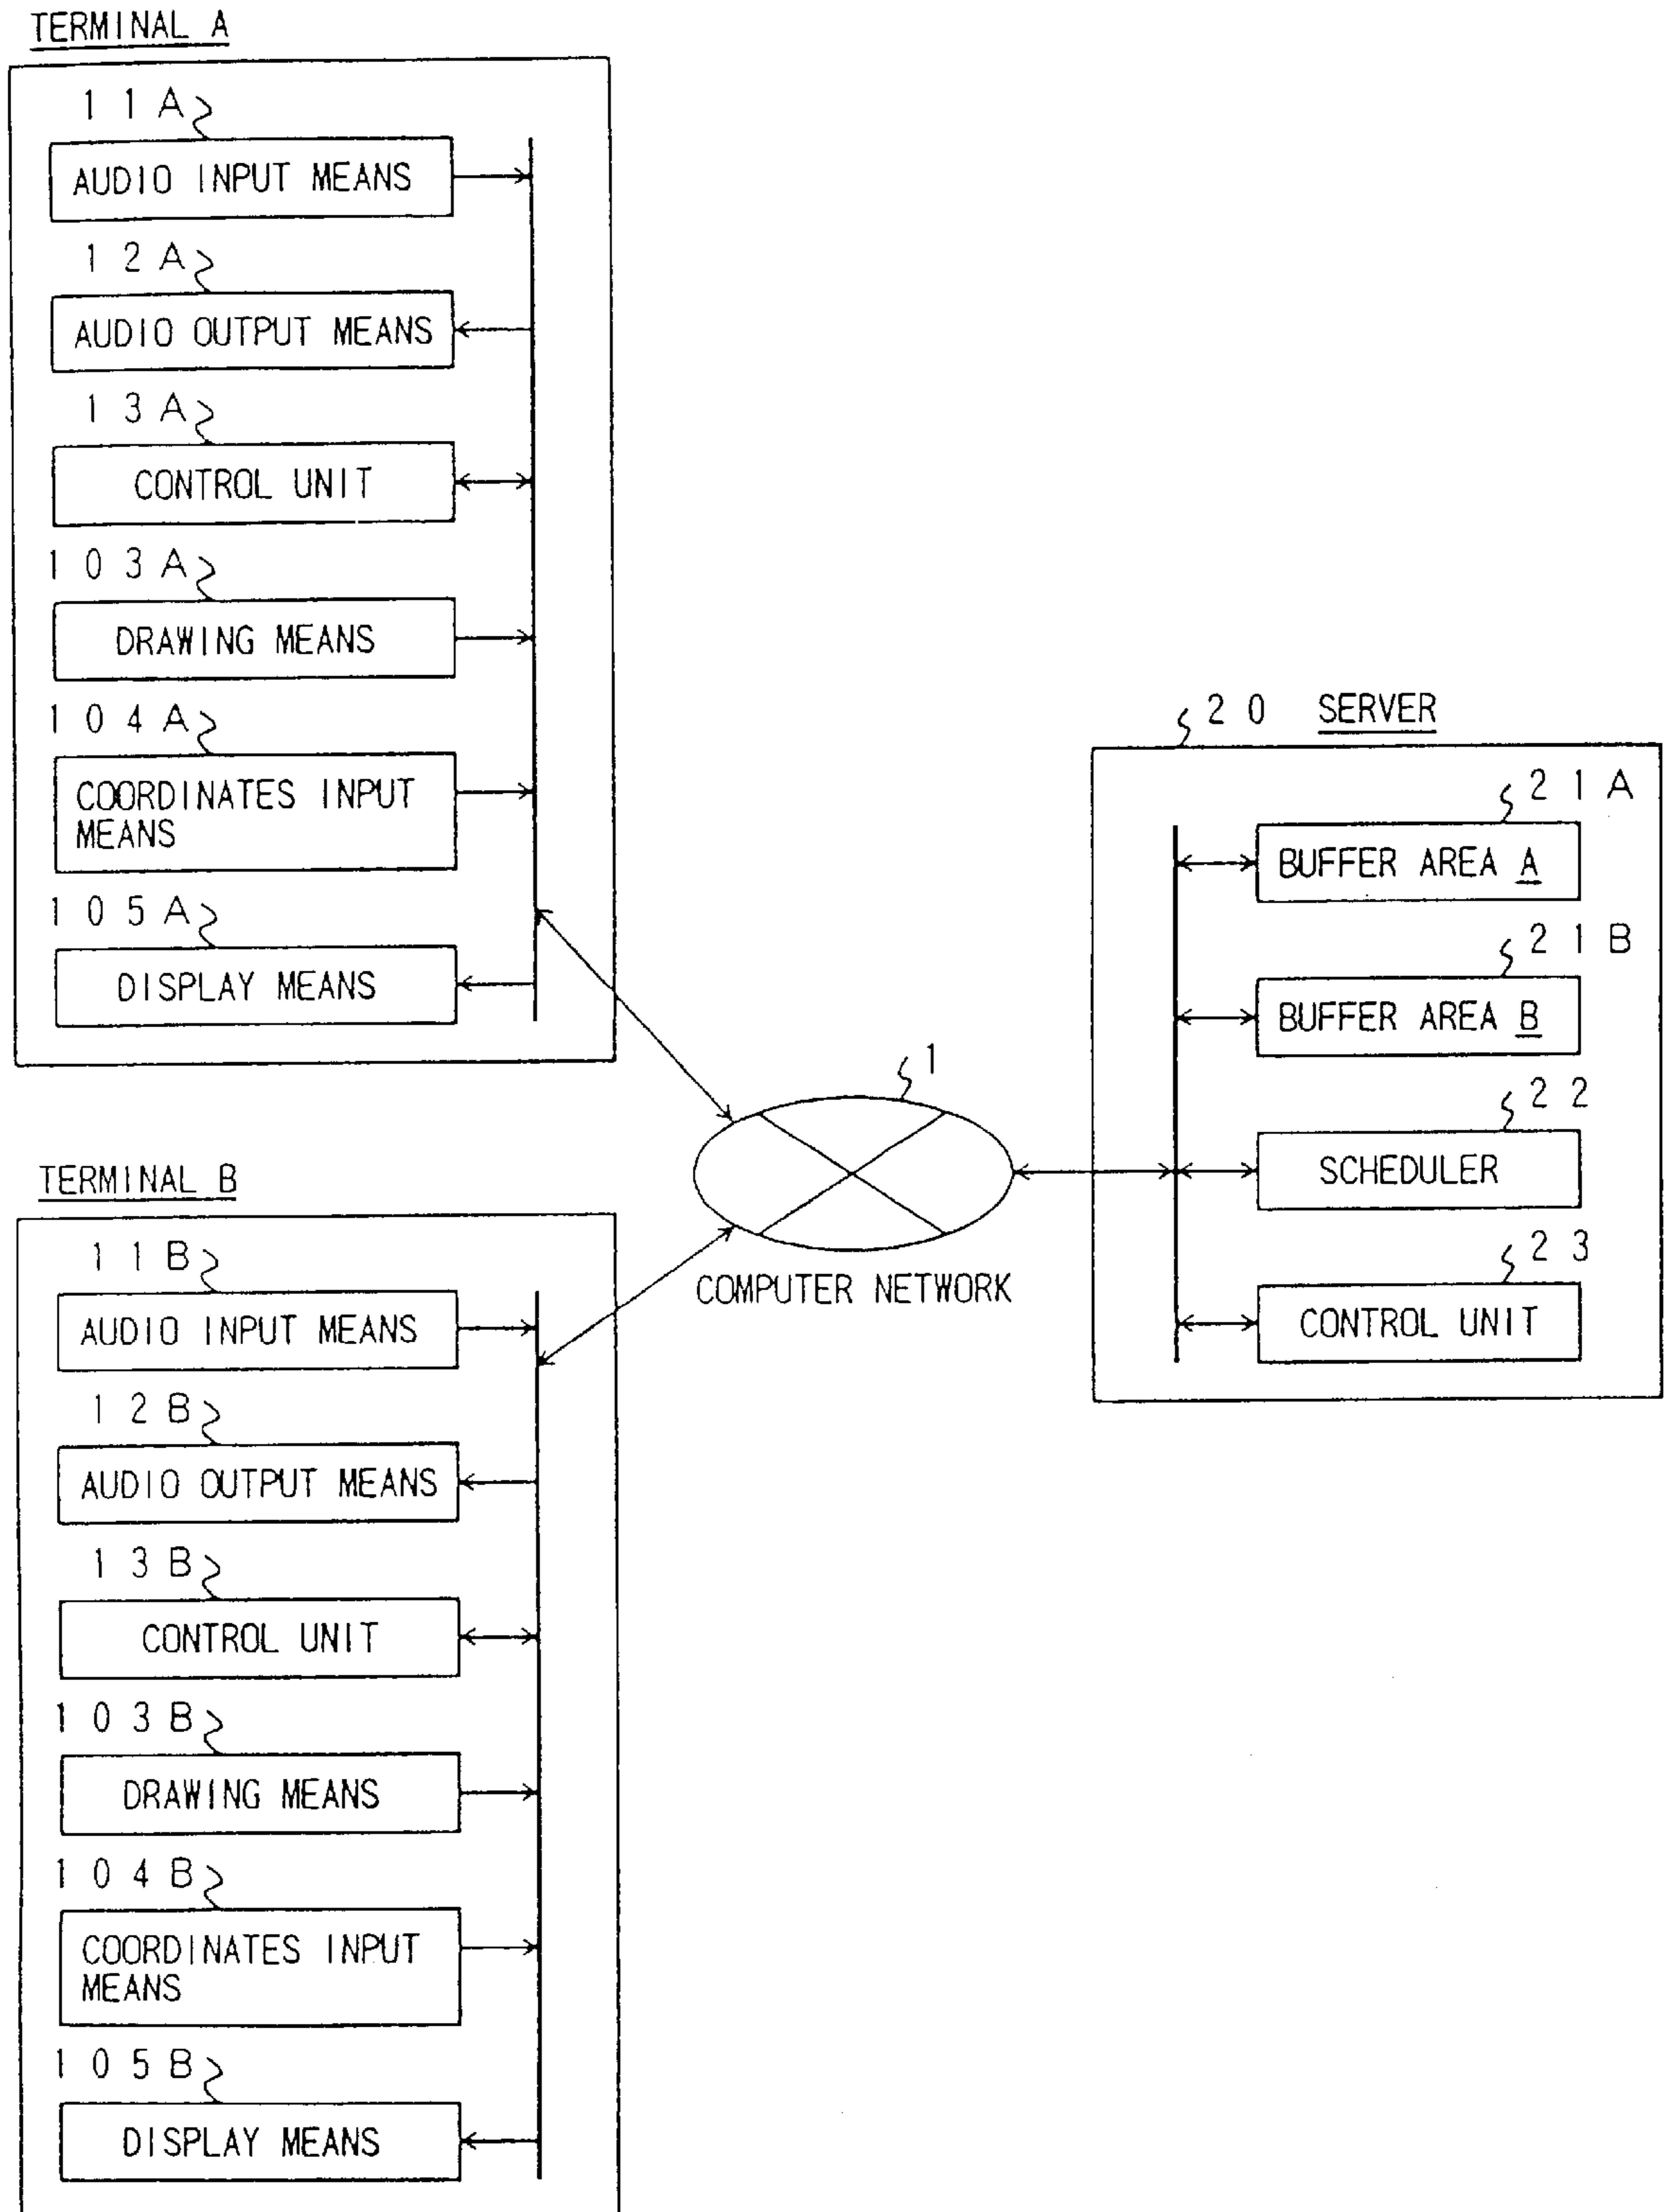 TERMINAL A
11A
AUDIO INPUT MEANS
12A
AUDIO OUTPUT MEANS
13A
CONTROL UNIT
103A
DRAWING MEANS
104A
COORDINATES INPUT
MEANS
105A
DISPLAY MEANS
TERMINAL B
11B
AUDIO INPUT MEANS
12B
AUDIO OUTPUT MEANS
13B
CONTROL UNIT
103B
DRAWING MEANS
104B
COORDINATES INPUT
MEANS
105B
DISPLAY MEANS
1
COMPUTER NETWORK
20 SERVER
21A
BUFFER AREA A
21B
BUFFER AREA B
22
SCHEDULER
23
CONTROL UNIT